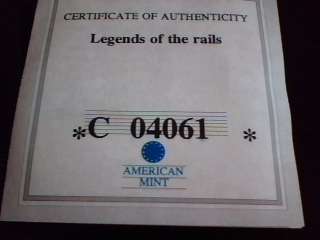 CERTIFICATE OF AUTHENTICITY
Legends of the rails
*C 04061 *
AMERICAN
MINT